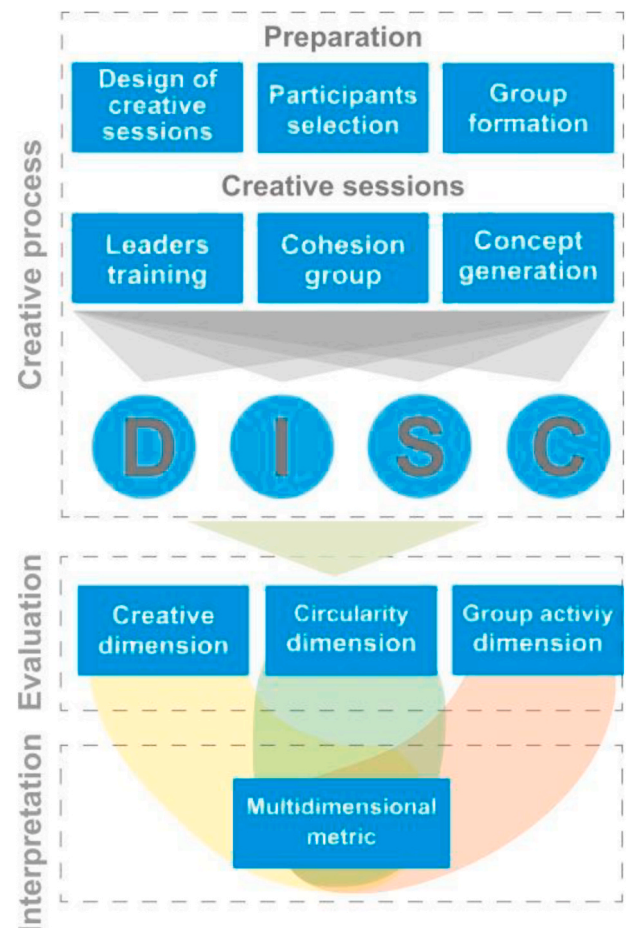 Creative process
Preparation
Design of
creative
sessions
Participants
selection
Group
formation
Creative sessions
Leaders
training
Cohesion
group
Concept
generation
D I S C
Evaluation
Creative
dimension
Circularity
dimension
Group activiy
dimension
Interpretation
Multidimensional
metric